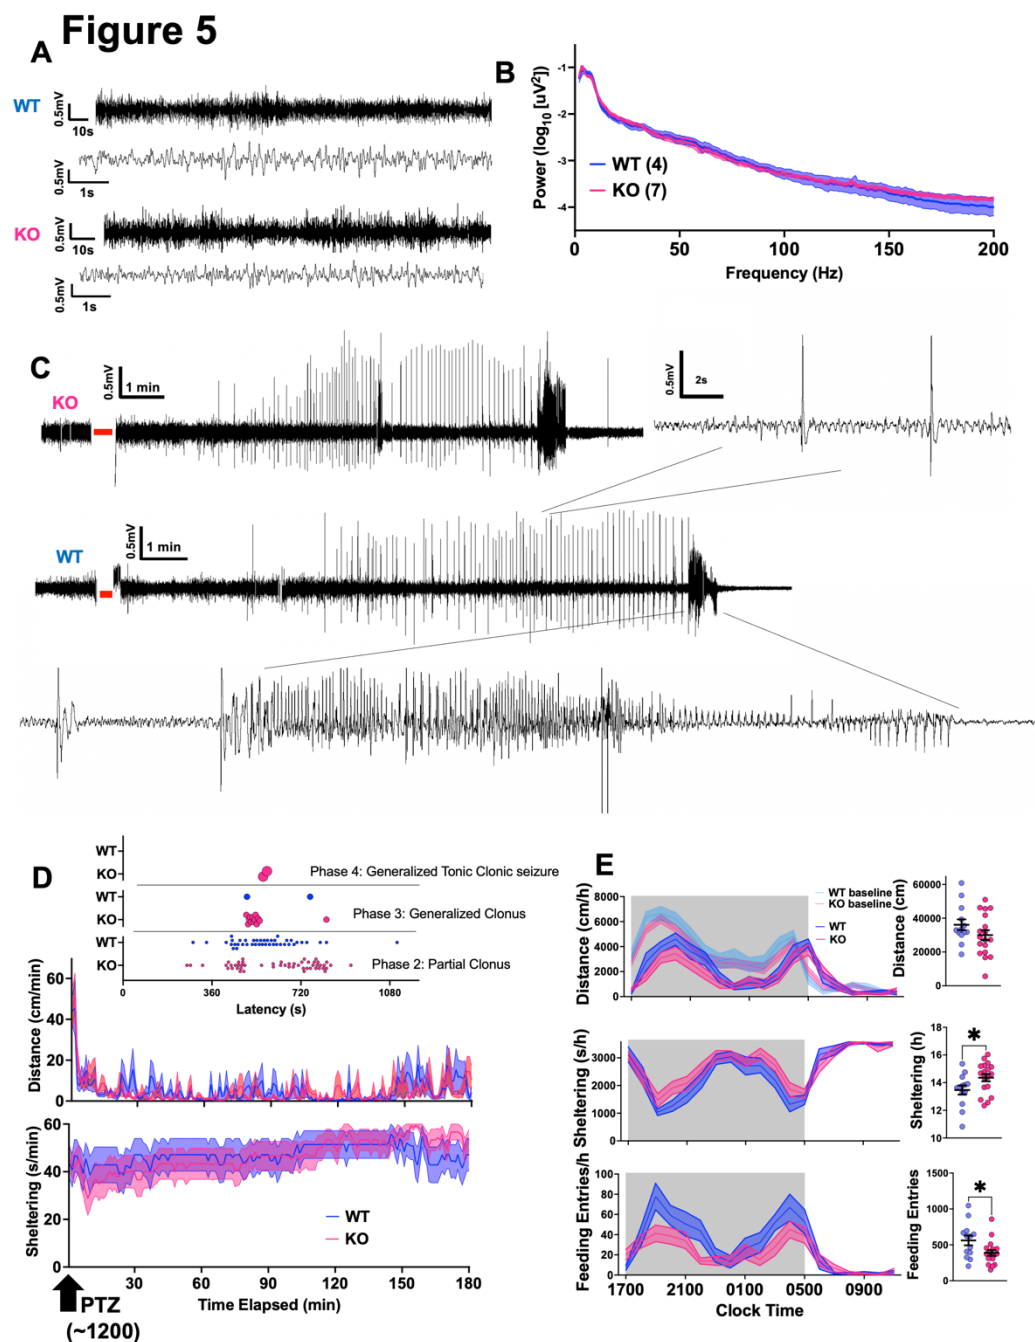 Figure 5
A
WT
0.5mV
10s
0.5mV
1s
KO
0.5mV
10s
0.5mV
1s
B
Power (log10 [uV²])
-1
-2
-3
-4
WT (4)
KO (7)
0
50
100
150
200
Frequency (Hz)
C
KO
0.5mV
1 min
0.5mV
2s
WT
0.5mV
1 min
D
WT
KO
Phase 4: Generalized Tonic Clonic seizure
WT
KO
Phase 3: Generalized Clonus
WT
KO
Phase 2: Partial Clonus
0
360
720
1080
Latency (s)
Distance (cm/min)
60
40
20
0
Sheltering (s/min)
60
40
20
0
WT
KO
30
60
90
120
150
180
Time Elapsed (min)
PTZ
(~1200)
E
WT baseline
KO baseline
WT
KO
Distance (cm/h)
8000
6000
4000
2000
0
Distance (cm)
60000
40000
20000
0
Sheltering (s/h)
3000
2000
1000
0
Sheltering (h)
18
16
14
12
10
*
Feeding Entries/h
100
80
60
40
20
0
1700
2100
0100
0500
0900
Clock Time
Feeding Entries
1500
1000
500
0
*